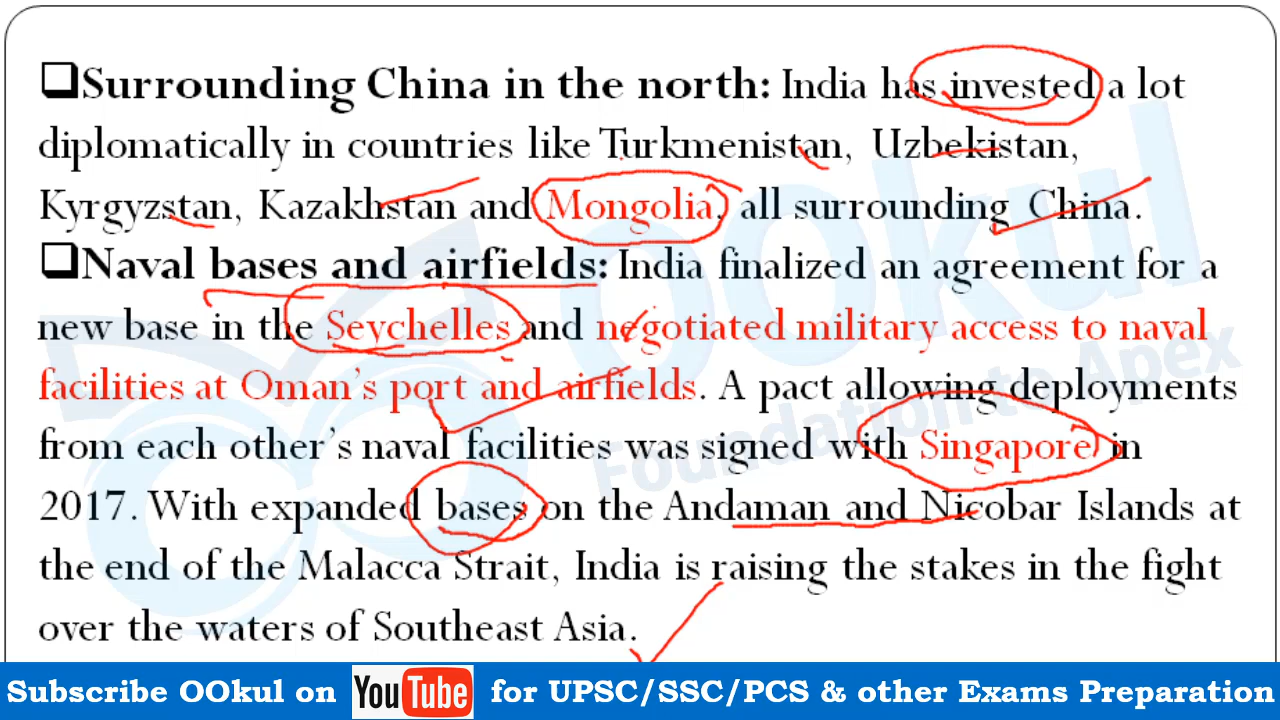 ❑Surrounding China in the north: India has invested a lot
diplomatically in countries like Turkmenistan, Uzbekistan,
Kyrgyzstan, Kazakhstan and Mongolia, all surrounding China.
❑Naval bases and airfields: India finalized an agreement for a
new base in the Seychelles and negotiated military access to naval
facilities at Oman's port and airfields. A pact allowing deployments
from each other's naval facilities was signed with Singapore in
2017. With expanded bases on the Andaman and Nicobar Islands at
the end of the Malacca Strait, India is raising the stakes in the fight
over the waters of Southeast Asia.
OOkul
Foundation to Apex
Subscribe OOkul on YouTube for UPSC/SSC/PCS & other Exams Preparation